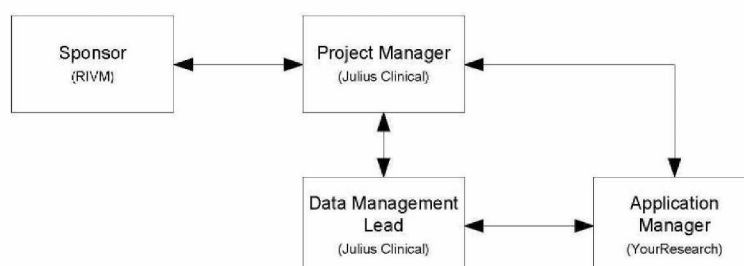 Sponsor
(RIVM)
Project Manager
(Julius Clinical)
Data Management
Lead
(Julius Clinical)
Application
Manager
(YourResearch)